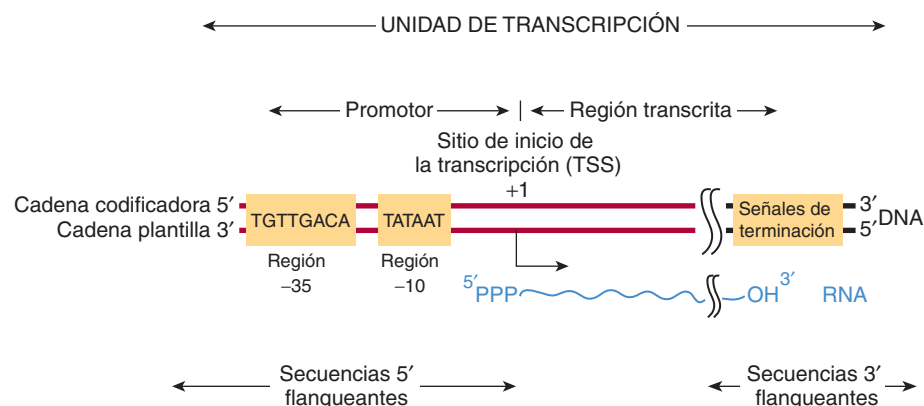 UNIDAD DE TRANSCRIPCIÓN
Promotor
Región transcrita
Sitio de inicio de
la transcripción (TSS)
+1
Cadena codificadora 5′
Cadena plantilla 3′
TGTTGACA
TATAAT
Señales de
terminación
3′
5′
DNA
Región
−35
Región
−10
5′PPP
OH3′
RNA
Secuencias 5′
flanqueantes
Secuencias 3′
flanqueantes